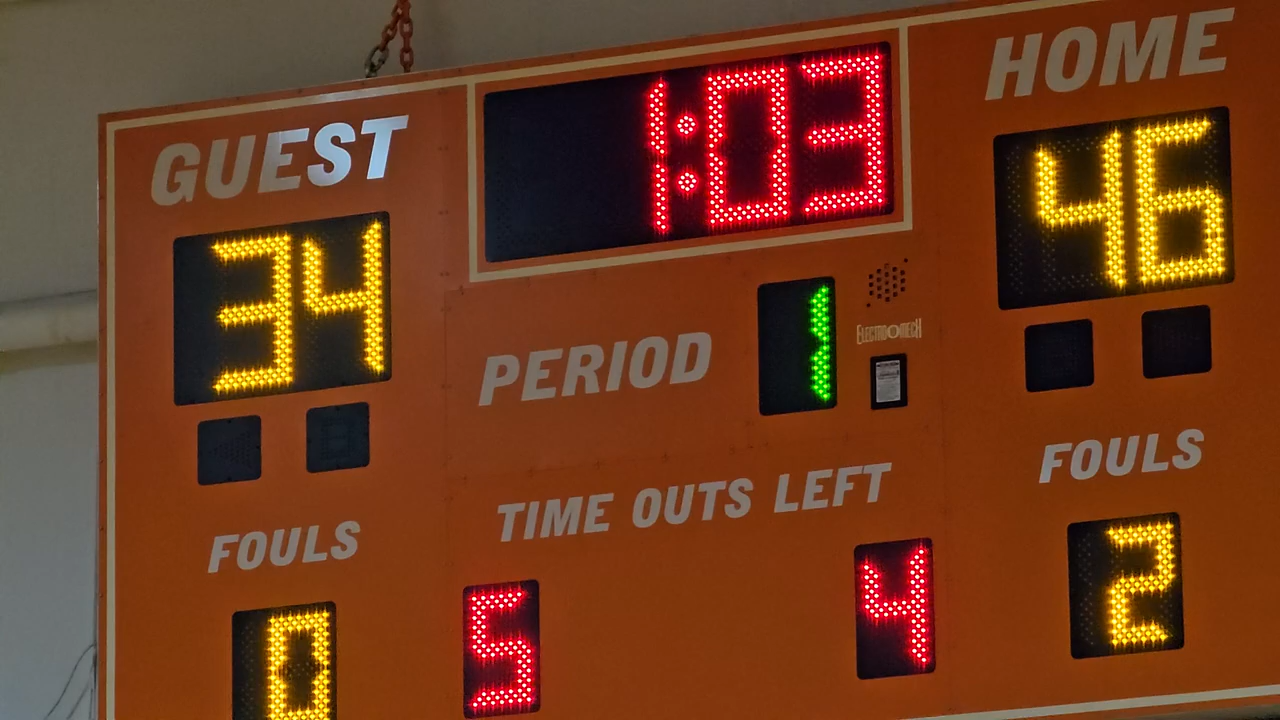 GUEST
1:03
HOME
34
46
PERIOD
1
ELECTRO-MECH
FOULS
TIME OUTS LEFT
FOULS
0
5
4
2